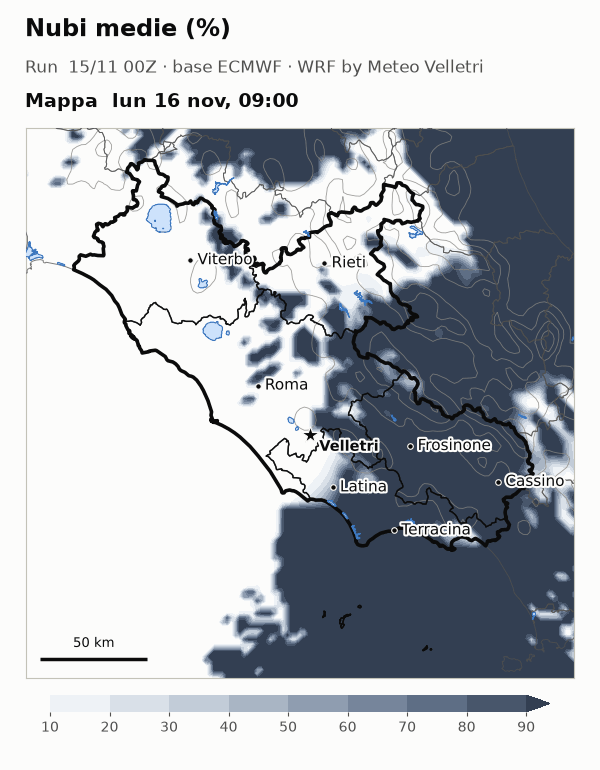 Nubi medie (%)
Run 15/11 00Z · base ECMWF · WRF by Meteo Velletri
Mappa lun 16 nov, 09:00
Viterbo
Rieti
Roma
Velletri
Frosinone
Latina
Cassino
Terracina
50 km
10 20 30 40 50 60 70 80 90